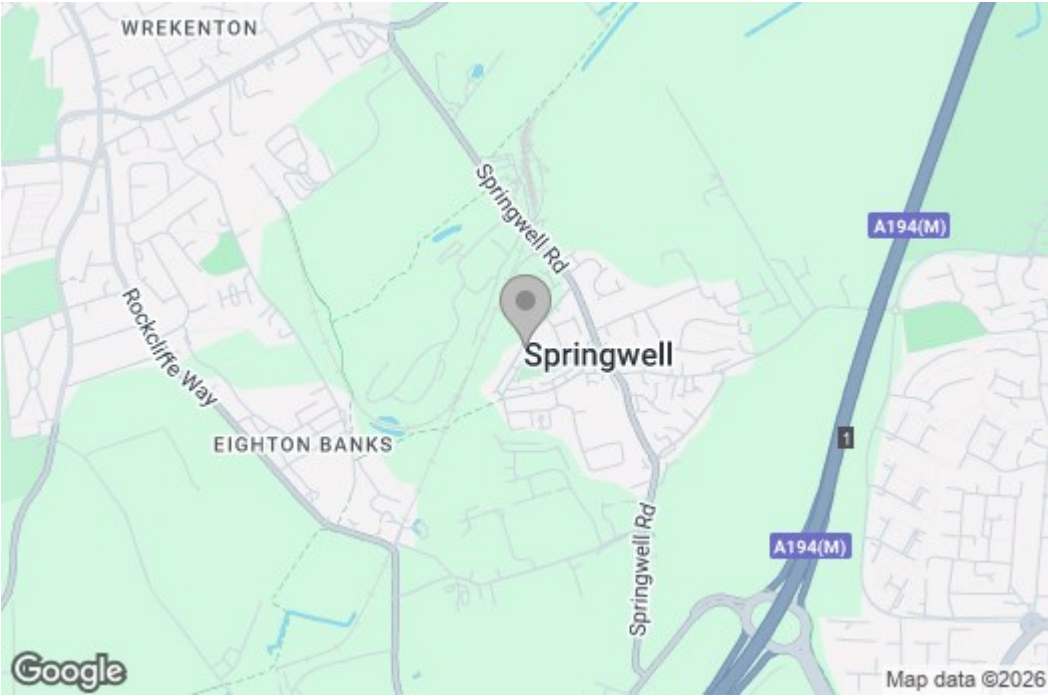 WREKENTON
Springwell Rd
A194(M)
Rockcliffe Way
Springwell
EIGHTON BANKS
1
Springwell Rd
A194(M)
Google
Map data ©2026